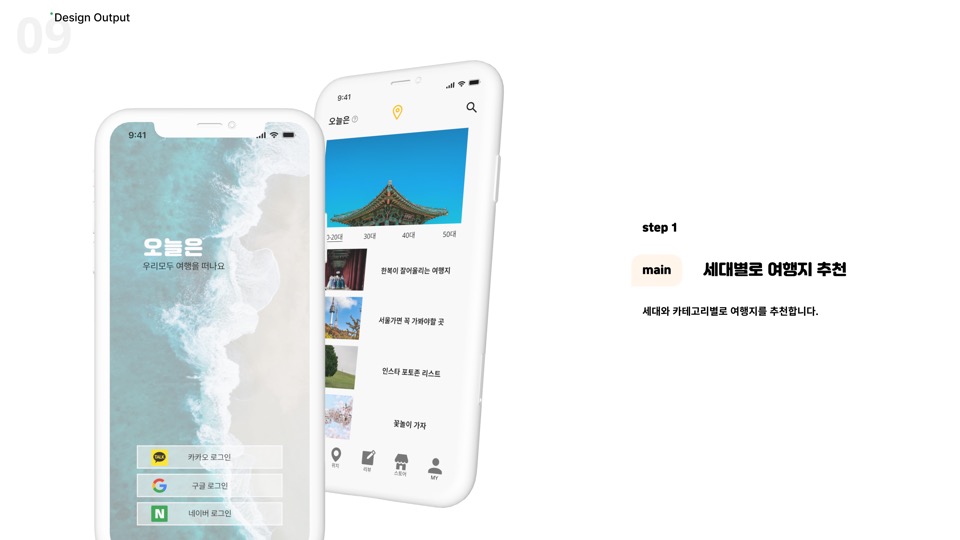 09
Design Output
9:41
오늘은
우리모두 여행을 떠나요
TALK
카카오 로그인
구글 로그인
N
네이버 로그인
9:41
오늘은
0-20대 30대 40대 50대
한복이 잘어울리는 여행지
서울가면 꼭 가봐야할 곳
인스타 포토존 리스트
꽃놀이 가자
위치 리뷰 스토어 MY
step 1
main 세대별로 여행지 추천
세대와 카테고리별로 여행지를 추천합니다.